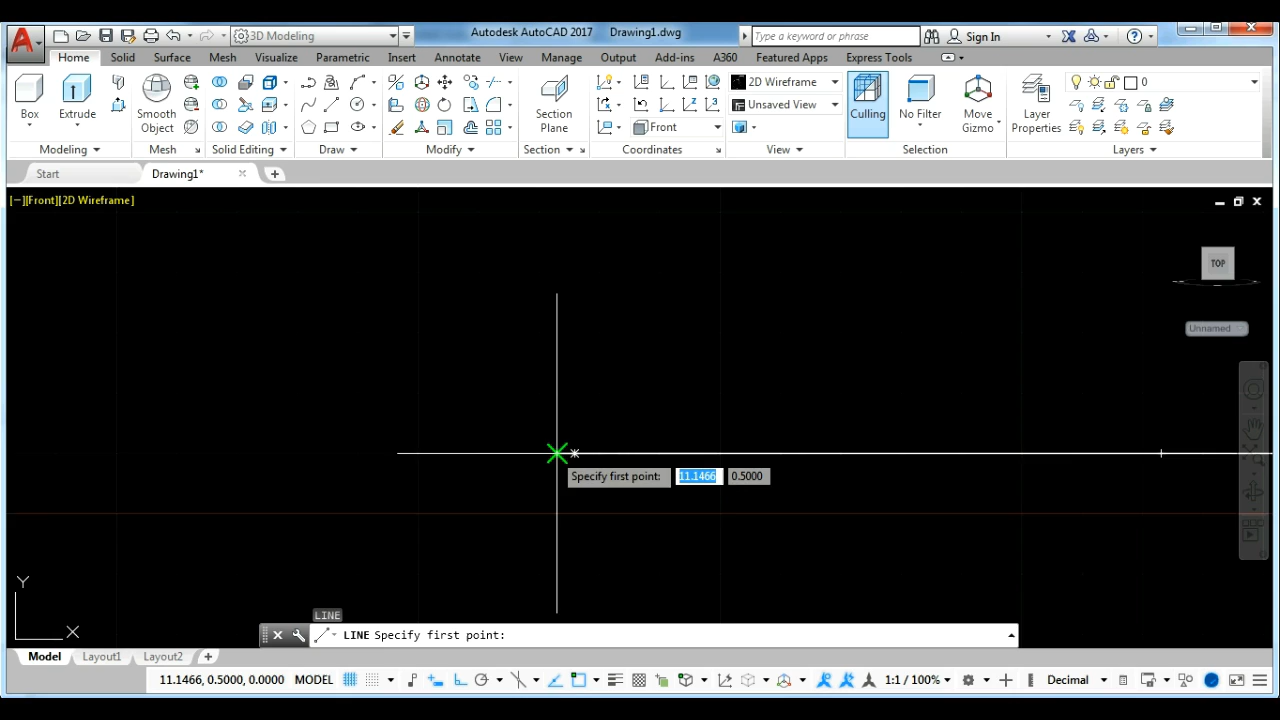 3D Modeling
Autodesk AutoCAD 2017 Drawing1.dwg
Type a keyword or phrase
Sign In
Home Solid Surface Mesh Visualize Parametric Insert Annotate View Manage Output Add-ins A360 Featured Apps Express Tools
Box Extrude Smooth Object
Section Plane
Front
2D Wireframe
Unsaved View
Culling No Filter Move Gizmo
Layer Properties
0
Modeling Mesh Solid Editing Draw Modify Section Coordinates View Selection Layers
Start Drawing1*
[−][Front][2D Wireframe]
TOP
Unnamed
Specify first point: 11.1466 0.5000
Y
X
LINE
LINE Specify first point:
Model Layout1 Layout2
11.1466, 0.5000, 0.0000 MODEL 1:1 / 100% Decimal